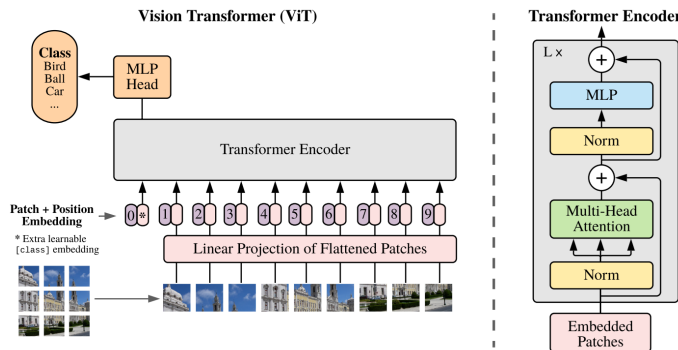 Vision Transformer (ViT)
Class
Bird
Ball
Car
...
MLP
Head
Transformer Encoder
Patch + Position
Embedding
0 * 1 2 3 4 5 6 7 8 9
* Extra learnable
[class] embedding
Linear Projection of Flattened Patches
Transformer Encoder
L x
+
MLP
Norm
+
Multi-Head
Attention
Norm
Embedded
Patches